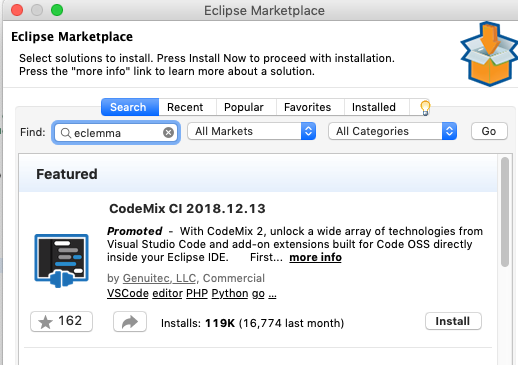 Eclipse Marketplace
Eclipse Marketplace
Select solutions to install. Press Install Now to proceed with installation.
Press the "more info" link to learn more about a solution.
Search Recent Popular Favorites Installed
Find: eclemma All Markets All Categories Go
Featured
CodeMix CI 2018.12.13
Promoted - With CodeMix 2, unlock a wide array of technologies from
Visual Studio Code and add-on extensions built for Code OSS directly
inside your Eclipse IDE. First... more info
by Genuitec, LLC, Commercial
VSCode editor PHP Python go ...
162 Installs: 119K (16,774 last month) Install